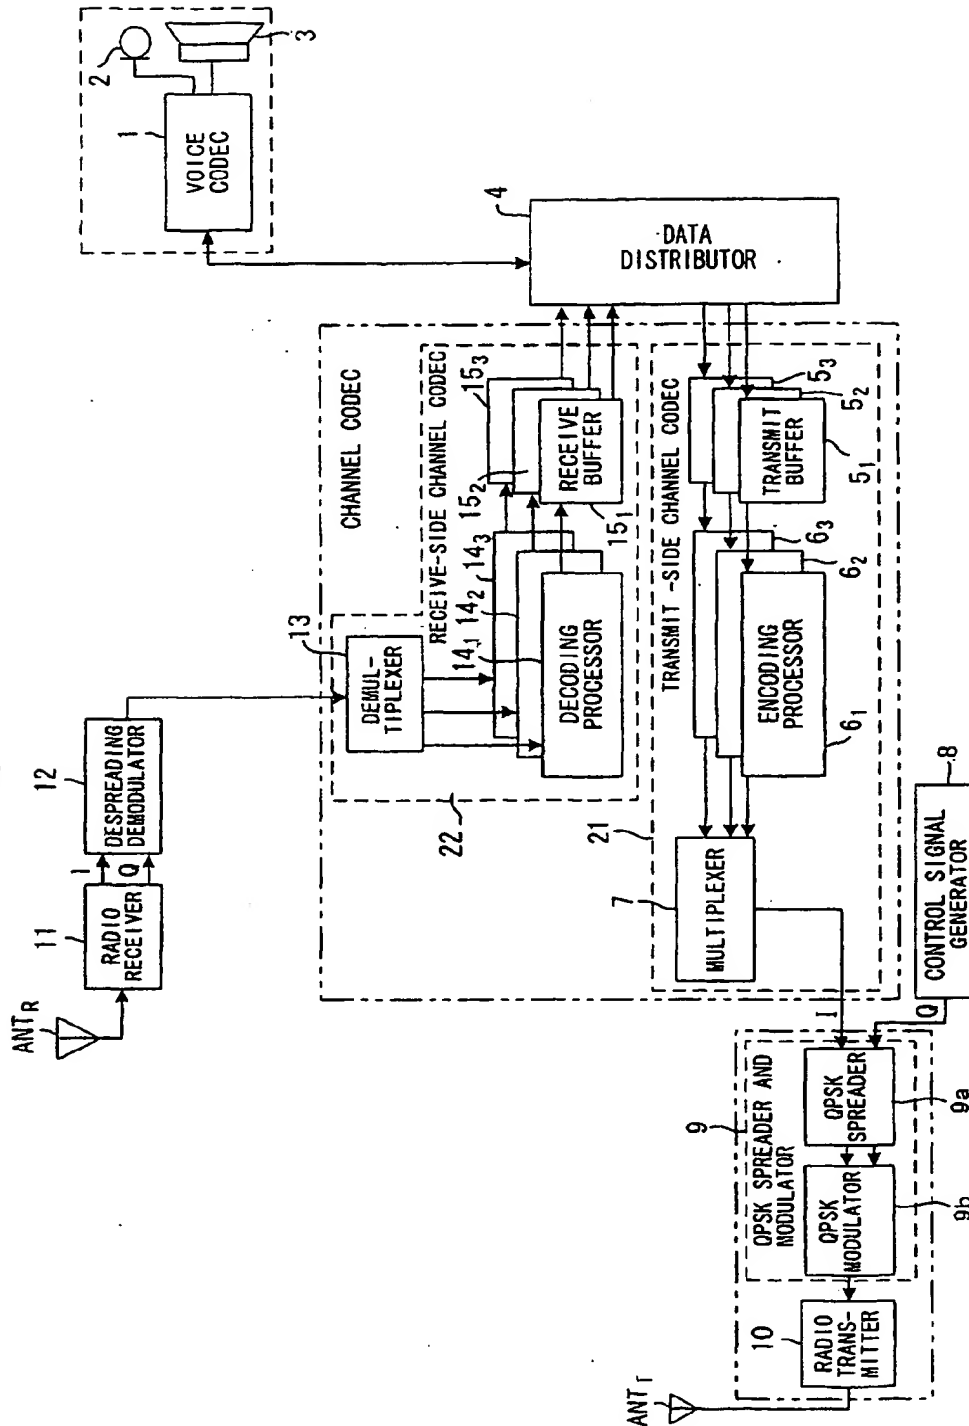 ANTR
11
RADIO
RECEIVER
I
Q
12
DESPREADING
DEMODULATOR
2
3
1
VOICE
CODEC
4
DATA
DISTRIBUTOR
CHANNEL CODEC
RECEIVE-SIDE CHANNEL CODEC
13
DEMUL-
TIPLEXER
22
143
142
141
DECODING
PROCESSOR
153
152
RECEIVE
BUFFER
151
TRANSMIT -SIDE CHANNEL CODEC
21
7
MULTIPLEXER
63
62
ENCODING
PROCESSOR
61
53
52
TRANSMIT
BUFFER
51
8
CONTROL SIGNAL
GENERATOR
I
Q
9
QPSK SPREADER AND
MODULATOR
QPSK
SPREADER
9a
QPSK
MODULATOR
9b
10
RADIO
TRANS-
MITTER
ANTT